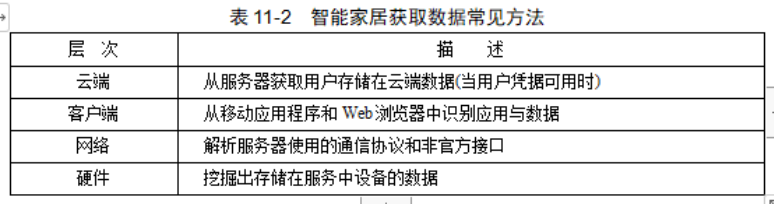 表 11-2 智能家居获取数据常见方法
层 次 描 述
云端 从服务器获取用户存储在云端数据(当用户凭据可用时)
客户端 从移动应用程序和 Web浏览器中识别应用与数据
网络 解析服务器使用的通信协议和非官方接口
硬件 挖掘出存储在服务中设备的数据